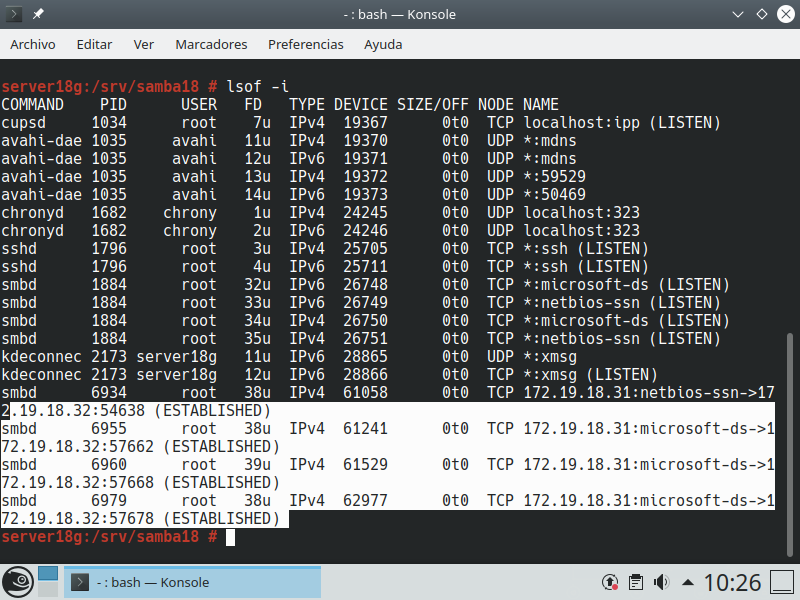 - : bash — Konsole
Archivo Editar Ver Marcadores Preferencias Ayuda
server18g:/srv/samba18 # lsof -i
COMMAND PID USER FD TYPE DEVICE SIZE/OFF NODE NAME
cupsd 1034 root 7u IPv4 19367 0t0 TCP localhost:ipp (LISTEN)
avahi-dae 1035 avahi 11u IPv4 19370 0t0 UDP *:mdns
avahi-dae 1035 avahi 12u IPv6 19371 0t0 UDP *:mdns
avahi-dae 1035 avahi 13u IPv4 19372 0t0 UDP *:59529
avahi-dae 1035 avahi 14u IPv6 19373 0t0 UDP *:50469
chronyd 1682 chrony 1u IPv4 24245 0t0 UDP localhost:323
chronyd 1682 chrony 2u IPv6 24246 0t0 UDP localhost:323
sshd 1796 root 3u IPv4 25705 0t0 TCP *:ssh (LISTEN)
sshd 1796 root 4u IPv6 25711 0t0 TCP *:ssh (LISTEN)
smbd 1884 root 32u IPv6 26748 0t0 TCP *:microsoft-ds (LISTEN)
smbd 1884 root 33u IPv6 26749 0t0 TCP *:netbios-ssn (LISTEN)
smbd 1884 root 34u IPv4 26750 0t0 TCP *:microsoft-ds (LISTEN)
smbd 1884 root 35u IPv4 26751 0t0 TCP *:netbios-ssn (LISTEN)
kdeconnec 2173 server18g 11u IPv6 28865 0t0 UDP *:xmsg
kdeconnec 2173 server18g 12u IPv6 28866 0t0 TCP *:xmsg (LISTEN)
smbd 6934 root 38u IPv4 61058 0t0 TCP 172.19.18.31:netbios-ssn->17
2.19.18.32:54638 (ESTABLISHED)
smbd 6955 root 38u IPv4 61241 0t0 TCP 172.19.18.31:microsoft-ds->1
72.19.18.32:57662 (ESTABLISHED)
smbd 6960 root 39u IPv4 61529 0t0 TCP 172.19.18.31:microsoft-ds->1
72.19.18.32:57668 (ESTABLISHED)
smbd 6979 root 38u IPv4 62977 0t0 TCP 172.19.18.31:microsoft-ds->1
72.19.18.32:57678 (ESTABLISHED)
server18g:/srv/samba18 #
- : bash — Konsole 10:26